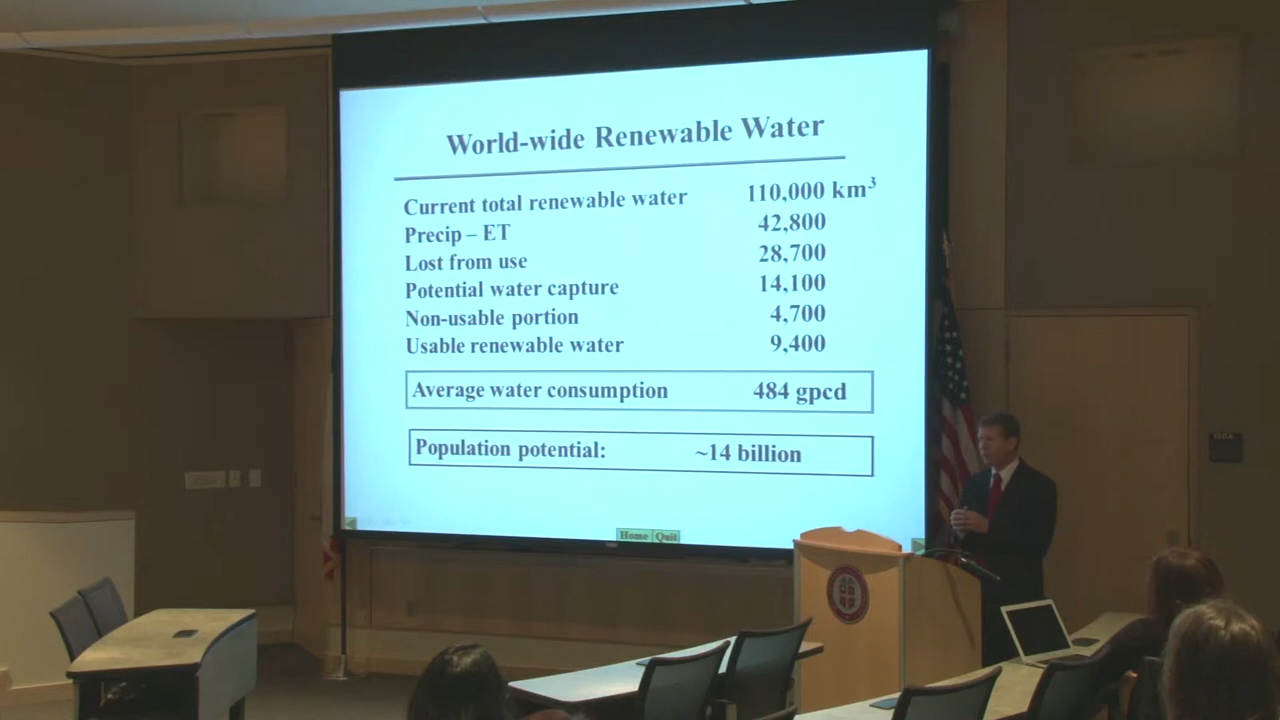 World-wide Renewable Water
Current total renewable water 110,000 km³
Precip – ET 42,800
Lost from use 28,700
Potential water capture 14,100
Non-usable portion 4,700
Usable renewable water 9,400
Average water consumption 484 gpcd
Population potential: ~14 billion
Home Quit